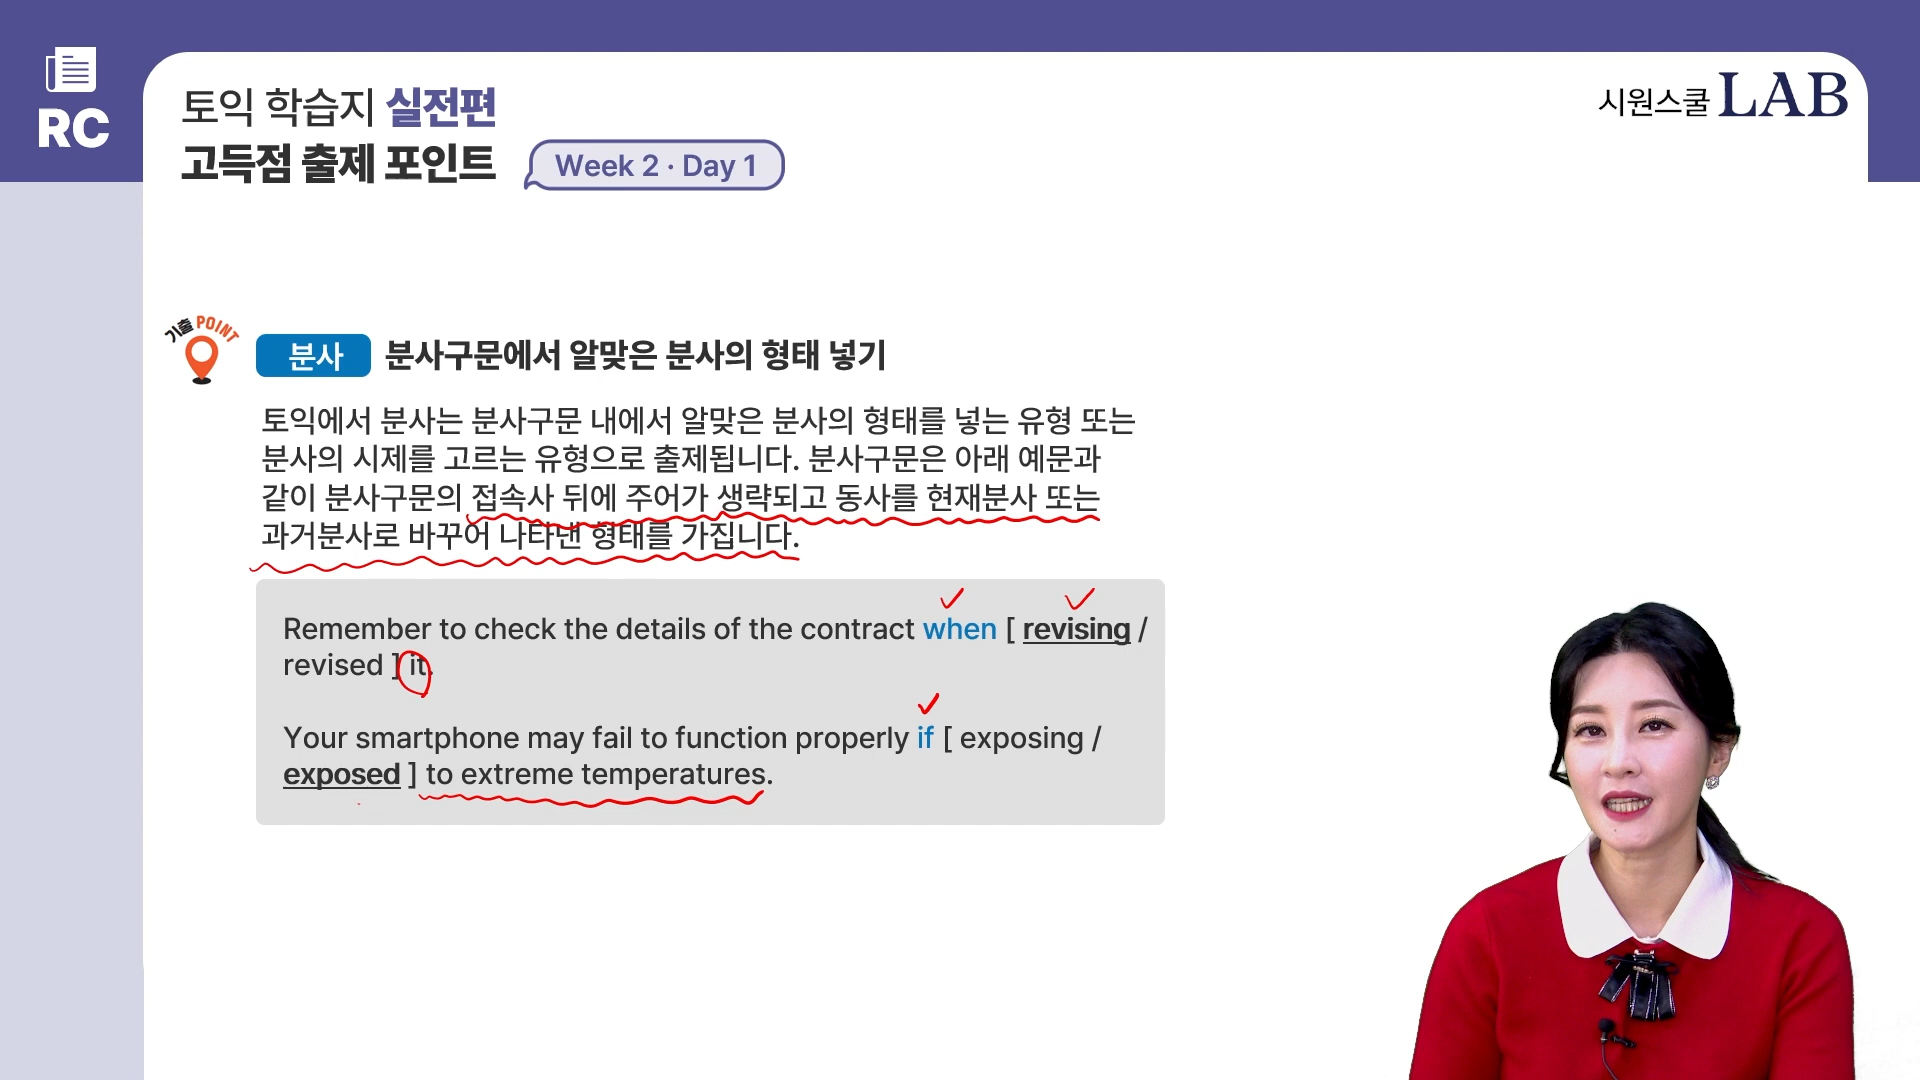 RC
토익 학습지 실전편
고득점 출제 포인트
Week 2 · Day 1
시원스쿨 LAB
기출 POINT
분사 분사구문에서 알맞은 분사의 형태 넣기
토익에서 분사는 분사구문 내에서 알맞은 분사의 형태를 넣는 유형 또는
분사의 시제를 고르는 유형으로 출제됩니다. 분사구문은 아래 예문과
같이 분사구문의 접속사 뒤에 주어가 생략되고 동사를 현재분사 또는
과거분사로 바꾸어 나타낸 형태를 가집니다.
Remember to check the details of the contract when [ revising /
revised ] it.
Your smartphone may fail to function properly if [ exposing /
exposed ] to extreme temperatures.